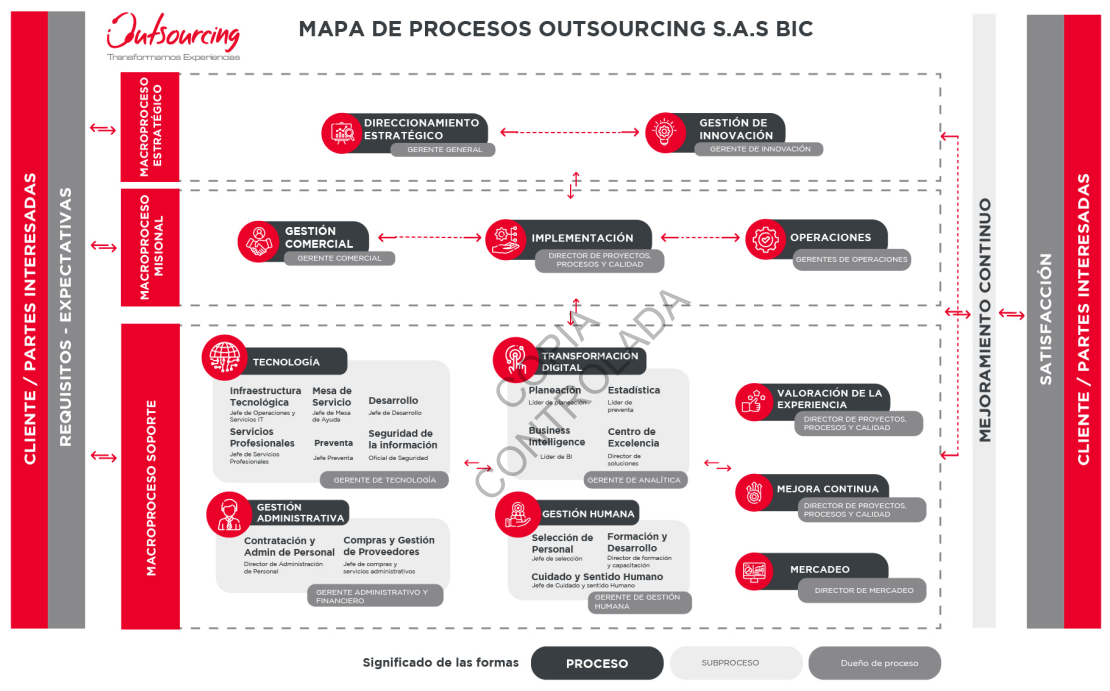 Outsourcing
Transformamos Experiencias
MAPA DE PROCESOS OUTSOURCING S.A.S BIC
CLIENTE / PARTES INTERESADAS
REQUISITOS - EXPECTATIVAS
MACROPROCESO
ESTRATÉGICO
DIRECCIONAMIENTO
ESTRATÉGICO
GERENTE GENERAL
GESTIÓN DE
INNOVACIÓN
GERENTE DE INNOVACIÓN
MACROPROCESO
MISIONAL
GESTIÓN
COMERCIAL
GERENTE COMERCIAL
IMPLEMENTACIÓN
DIRECTOR DE PROYECTOS,
PROCESOS Y CALIDAD
OPERACIONES
GERENTES DE OPERACIONES
MACROPROCESO SOPORTE
TECNOLOGÍA
Infraestructura
Tecnológica
Jefe de Operaciones y
Servicios IT
Mesa de
Servicio
Jefe de Mesa
de Ayuda
Desarrollo
Jefe de Desarrollo
Servicios
Profesionales
Jefe de Servicios
Profesionales
Preventa
Jefe Preventa
Seguridad de
la información
Oficial de Seguridad
GERENTE DE TECNOLOGÍA
TRANSFORMACIÓN
DIGITAL
Planeación
Líder de planeación
Estadística
Líder de
preventa
Business
Intelligence
Líder de BI
Centro de
Excelencia
Director de
soluciones
GERENTE DE ANALÍTICA
GESTIÓN
ADMINISTRATIVA
Contratación y
Admin de Personal
Director de Administración
de Personal
Compras y Gestión
de Proveedores
Jefe de compras y
servicios administrativos
GERENTE ADMINISTRATIVO Y
FINANCIERO
GESTIÓN HUMANA
Selección de
Personal
Jefe de selección
Formación y
Desarrollo
Director de formación
y capacitación
Cuidado y Sentido Humano
Jefe de Cuidado y sentido Humano
GERENTE DE GESTIÓN
HUMANA
VALORACIÓN DE LA
EXPERIENCIA
DIRECTOR DE PROYECTOS,
PROCESOS Y CALIDAD
MEJORA CONTINUA
DIRECTOR DE PROYECTOS,
PROCESOS Y CALIDAD
MERCADEO
DIRECTOR DE MERCADEO
COPIA
CONTROLADA
MEJORAMIENTO CONTINUO
SATISFACCIÓN
CLIENTE / PARTES INTERESADAS
Significado de las formas
PROCESO
SUBPROCESO
Dueño de proceso